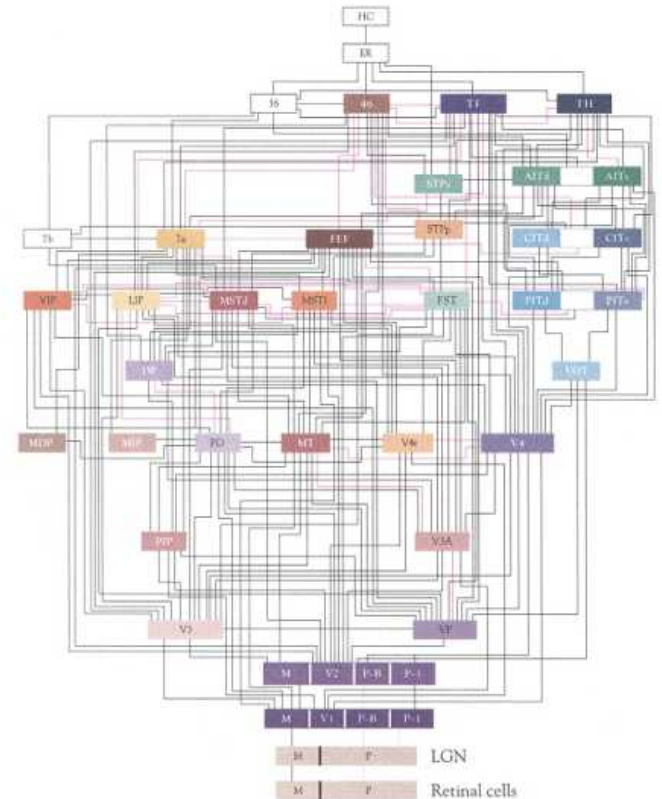 HC
ER
36 46 TF TH
STPa AITd AITv
7b 7a FEF STPp CITd CITv
VIP LIP MSTd MSTl FST PITd PITv
VOT
MDP MIP PO MT V4t V4
PIP V3A
V3 VP
M V2 P-B P-I
M V1 P-B P-I
M P LGN
M P Retinal cells